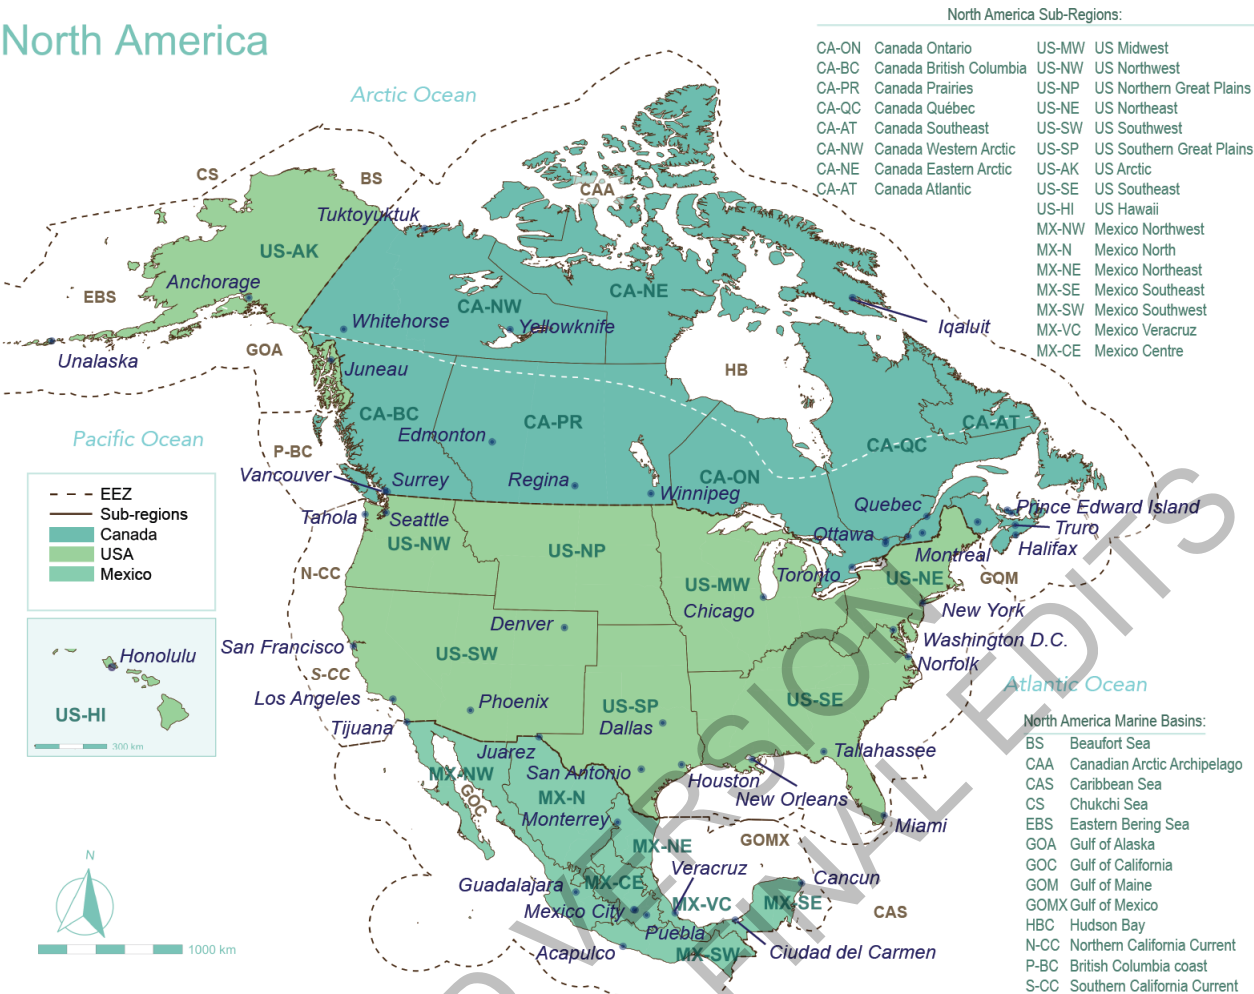 North America
North America Sub-Regions:
CA-ON Canada Ontario
CA-BC Canada British Columbia
CA-PR Canada Prairies
CA-QC Canada Québec
CA-AT Canada Southeast
CA-NW Canada Western Arctic
CA-NE Canada Eastern Arctic
CA-AT Canada Atlantic
US-MW US Midwest
US-NW US Northwest
US-NP US Northern Great Plains
US-NE US Northeast
US-SW US Southwest
US-SP US Southern Great Plains
US-AK US Arctic
US-SE US Southeast
US-HI US Hawaii
MX-NW Mexico Northwest
MX-N Mexico North
MX-NE Mexico Northeast
MX-SE Mexico Southeast
MX-SW Mexico Southwest
MX-VC Mexico Veracruz
MX-CE Mexico Centre
Arctic Ocean
CS
BS
CAA
Tuktoyuktuk
US-AK
Anchorage
EBS
CA-NW
CA-NE
Iqaluit
Whitehorse
Yellowknife
Unalaska
GOA
Juneau
HB
CA-BC
CA-PR
CA-AT
Pacific Ocean
Edmonton
CA-QC
P-BC
Vancouver
Surrey
Regina
Winnipeg
CA-ON
Quebec
Prince Edward Island
Tahola
Seattle
Truro
Ottawa
Halifax
US-NW
US-NP
Montreal
N-CC
Toronto
US-MW
US-NE
GOM
Chicago
New York
Denver
Washington D.C.
San Francisco
US-SW
Norfolk
S-CC
Los Angeles
Phoenix
US-SP
US-SE
Atlantic Ocean
Tijuana
Dallas
Juarez
Tallahassee
MX-NW
San Antonio
Houston
GOC
MX-N
New Orleans
Monterrey
Miami
MX-NE
GOMX
Veracruz
Guadalajara
MX-CE
Cancun
Mexico City
MX-VC
MX-SE
CAS
Puebla
Acapulco
MX-SW
Ciudad del Carmen
EEZ
Sub-regions
Canada
USA
Mexico
Honolulu
US-HI
300 km
N
1000 km
North America Marine Basins:
BS Beaufort Sea
CAA Canadian Arctic Archipelago
CAS Caribbean Sea
CS Chukchi Sea
EBS Eastern Bering Sea
GOA Gulf of Alaska
GOC Gulf of California
GOM Gulf of Maine
GOMX Gulf of Mexico
HBC Hudson Bay
N-CC Northern California Current
P-BC British Columbia coast
S-CC Southern California Current
VERSION
FINAL EDITS